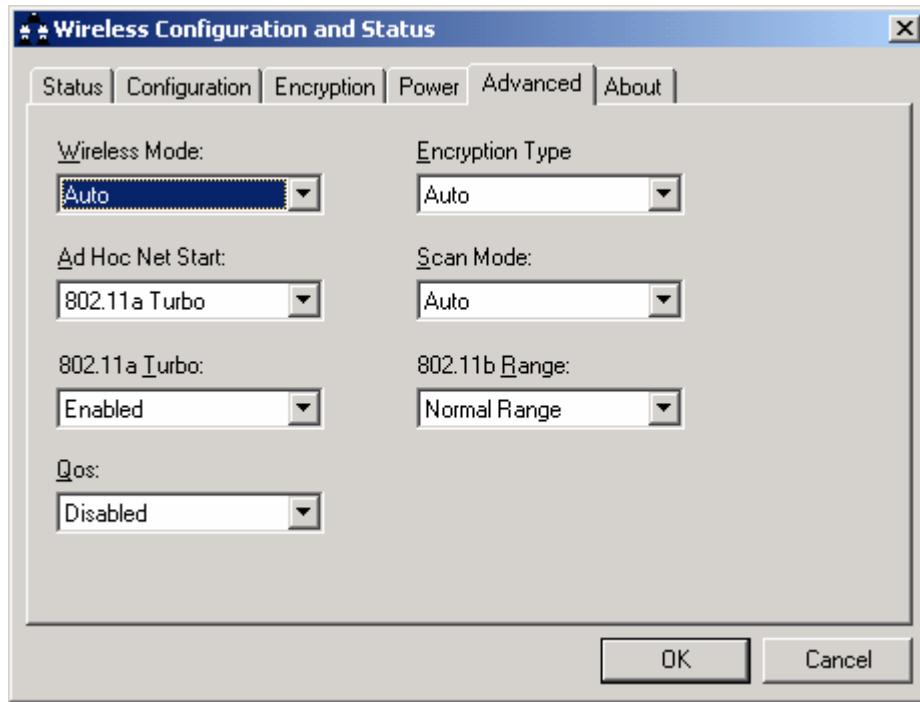 Wireless Configuration and Status
Status Configuration Encryption Power Advanced About
Wireless Mode: Encryption Type
Auto Auto
Ad Hoc Net Start: Scan Mode:
802.11a Turbo Auto
802.11a Turbo: 802.11b Range:
Enabled Normal Range
Qos:
Disabled
OK Cancel